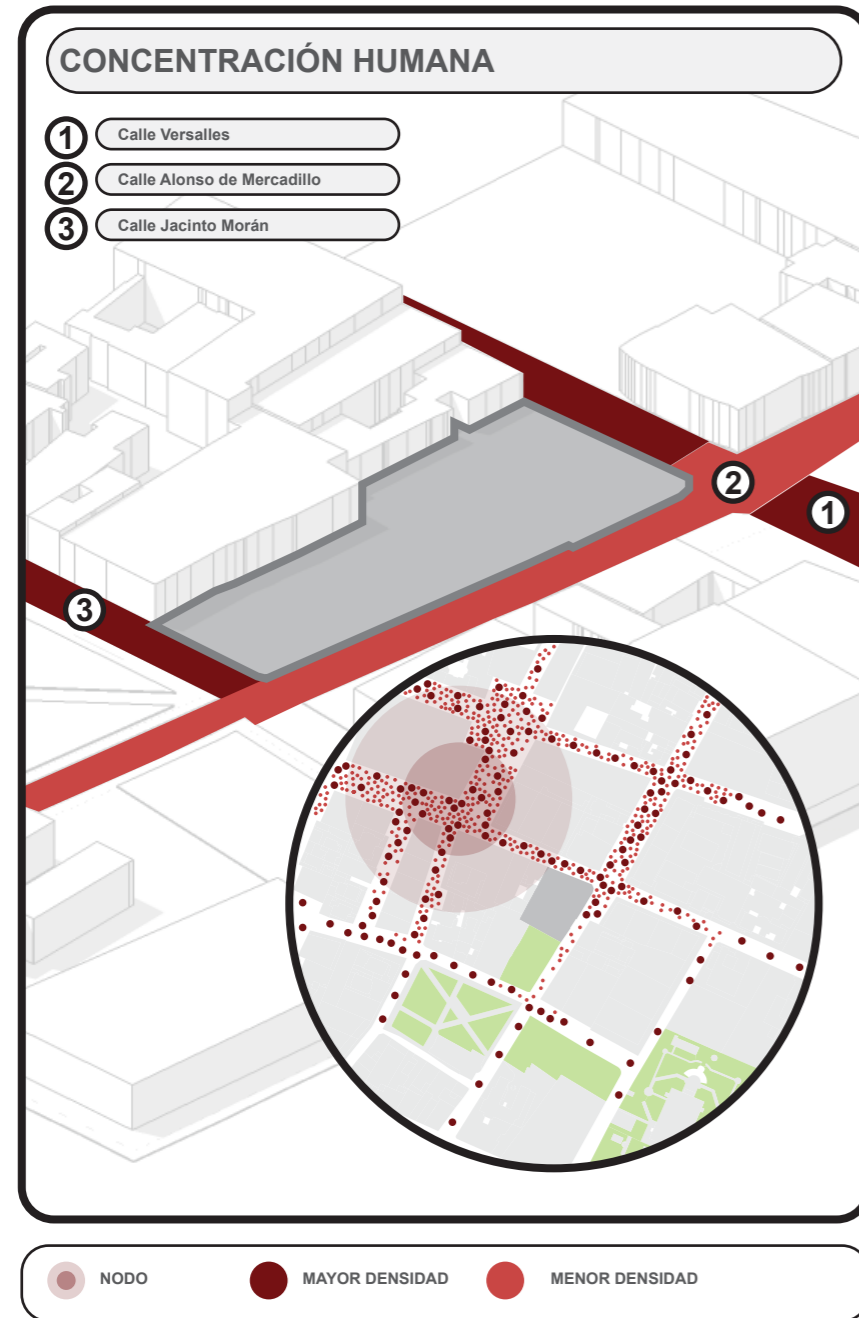 CONCENTRACIÓN HUMANA
1 Calle Versalles
2 Calle Alonso de Mercadillo
3 Calle Jacinto Morán
2
1
3
NODO MAYOR DENSIDAD MENOR DENSIDAD